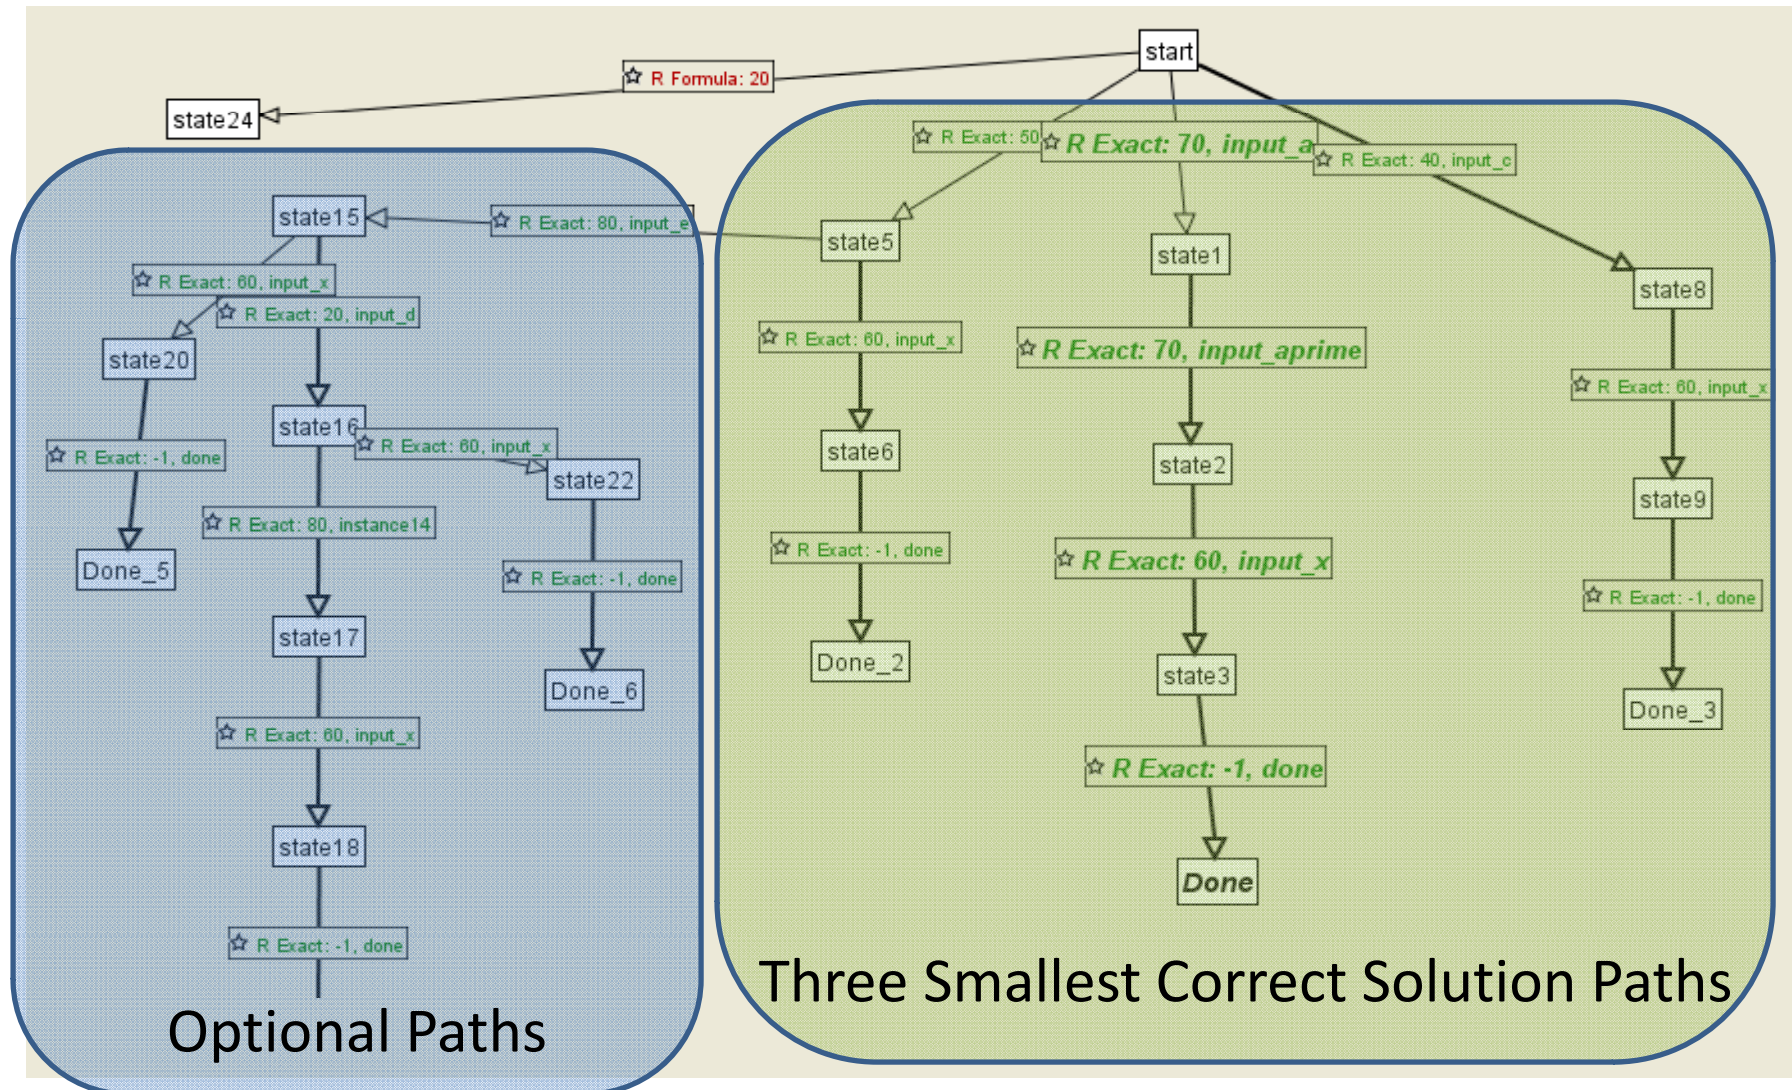 start
R Formula: 20
state24
R Exact: 50
R Exact: 70, input_a
R Exact: 40, input_c
state15
R Exact: 80, input_e
state5
state1
R Exact: 60, input_x
state8
R Exact: 20, input_d
R Exact: 60, input_x
state20
R Exact: 70, input_aprime
R Exact: 60, input_x
state16
R Exact: 60, input_x
state6
state2
R Exact: -1, done
state22
state9
R Exact: 80, instance14
R Exact: -1, done
R Exact: 60, input_x
Done_5
R Exact: -1, done
R Exact: -1, done
state17
Done_2
state3
Done_6
Done_3
R Exact: 60, input_x
R Exact: -1, done
state18
Done
R Exact: -1, done
Three Smallest Correct Solution Paths
Optional Paths